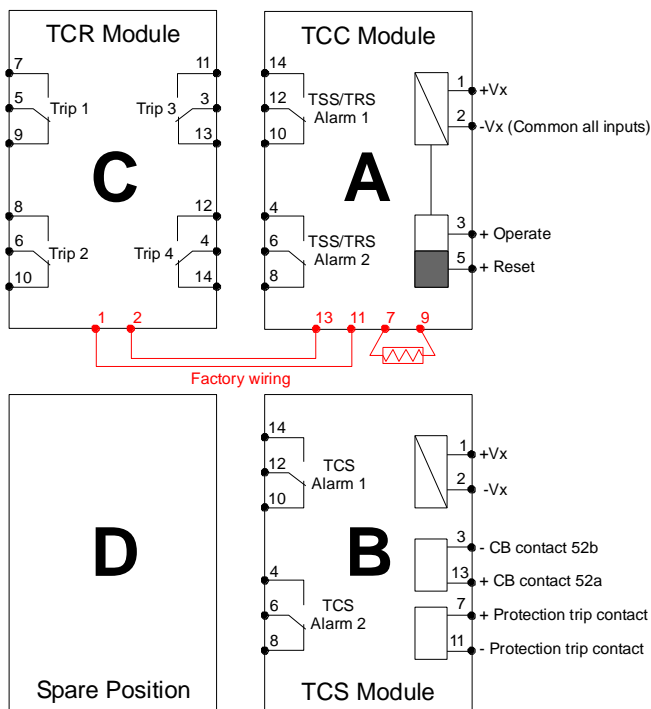 TCR Module
7
5
9
Trip 1
11
3
13
Trip 3
C
8
6
10
Trip 2
12
4
14
Trip 4
1
2
TCC Module
14
12
10
TSS/TRS
Alarm 1
A
1 +Vx
2 -Vx (Common all inputs)
4
6
8
TSS/TRS
Alarm 2
3 + Operate
5 + Reset
13
11
7
9
Factory wiring
D
Spare Position
14
12
10
TCS
Alarm 1
B
1 +Vx
2 -Vx
3 - CB contact 52b
13 + CB contact 52a
4
6
8
TCS
Alarm 2
7 + Protection trip contact
11 - Protection trip contact
TCS Module